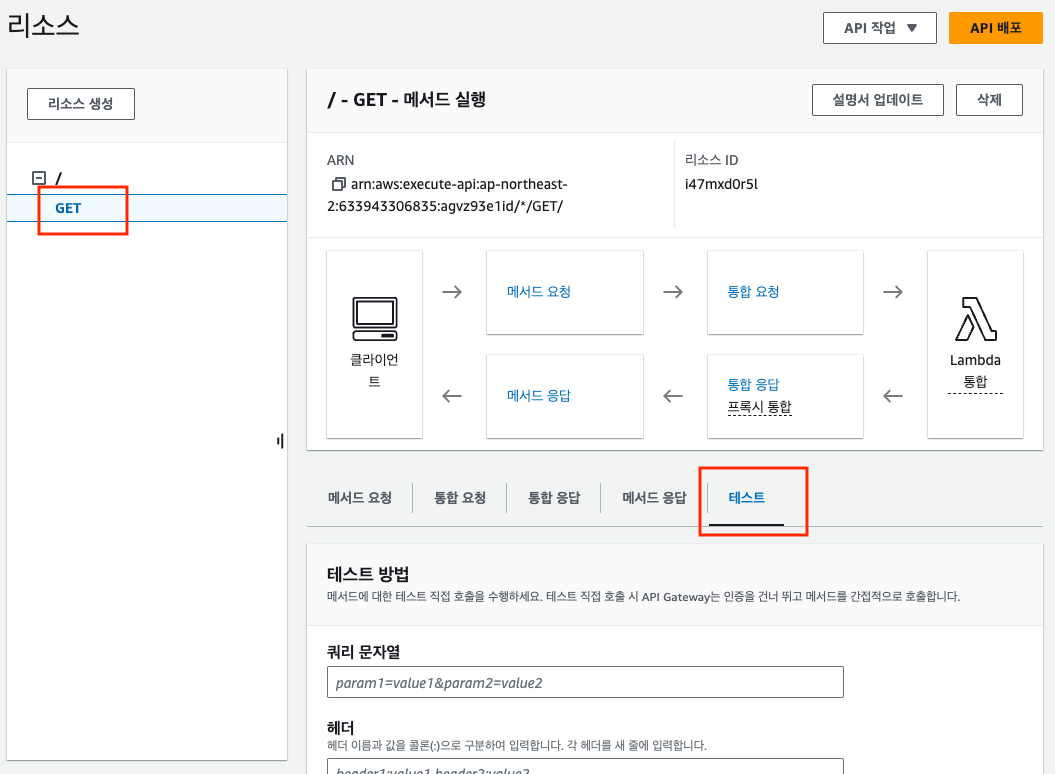 리소스
API 작업
API 배포
리소스 생성
/
GET
/ - GET - 메서드 실행
설명서 업데이트
삭제
ARN
arn:aws:execute-api:ap-northeast-
2:633943306835:agvz93e1id/*/GET/
리소스 ID
i47mxd0r5l
클라이언
트
메서드 요청
통합 요청
메서드 응답
통합 응답
프록시 통합
Lambda
통합
메서드 요청
통합 요청
통합 응답
메서드 응답
테스트
테스트 방법
메서드에 대한 테스트 직접 호출을 수행하세요. 테스트 직접 호출 시 API Gateway는 인증을 건너 뛰고 메서드를 간접적으로 호출합니다.
쿼리 문자열
param1=value1&param2=value2
헤더
헤더 이름과 값을 콜론(:)으로 구분하여 입력합니다. 각 헤더를 새 줄에 입력합니다.
header1:value1 header2:value2